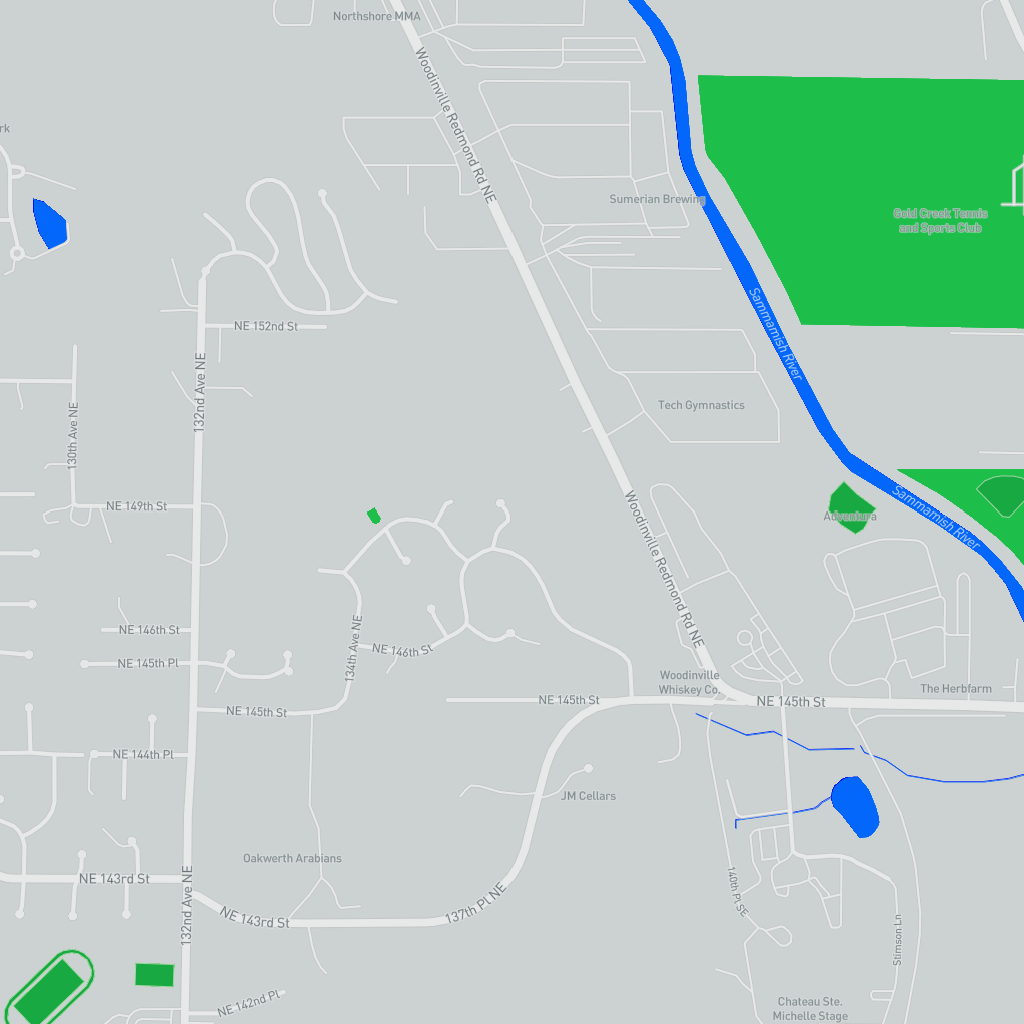 Northshore MMA
Woodinville Redmond Rd NE
rk
Sumerian Brewing
Gold Creek Tennis
and Sports Club
Sammamish River
NE 152nd St
132nd Ave NE
130th Ave NE
Tech Gymnastics
NE 149th St
Sammamish River
Adventura
Woodinville Redmond Rd NE
NE 146th St
134th Ave NE
NE 146th St
NE 145th Pl
Woodinville
Whiskey Co.
The Herbfarm
NE 145th St
NE 145th St
NE 145th St
NE 144th Pl
JM Cellars
Oakwerth Arabians
NE 143rd St
132nd Ave NE
NE 143rd St
137th Pl NE
140th Pl SE
Stimson Ln
NE 142nd Pl
Chateau Ste.
Michelle Stage